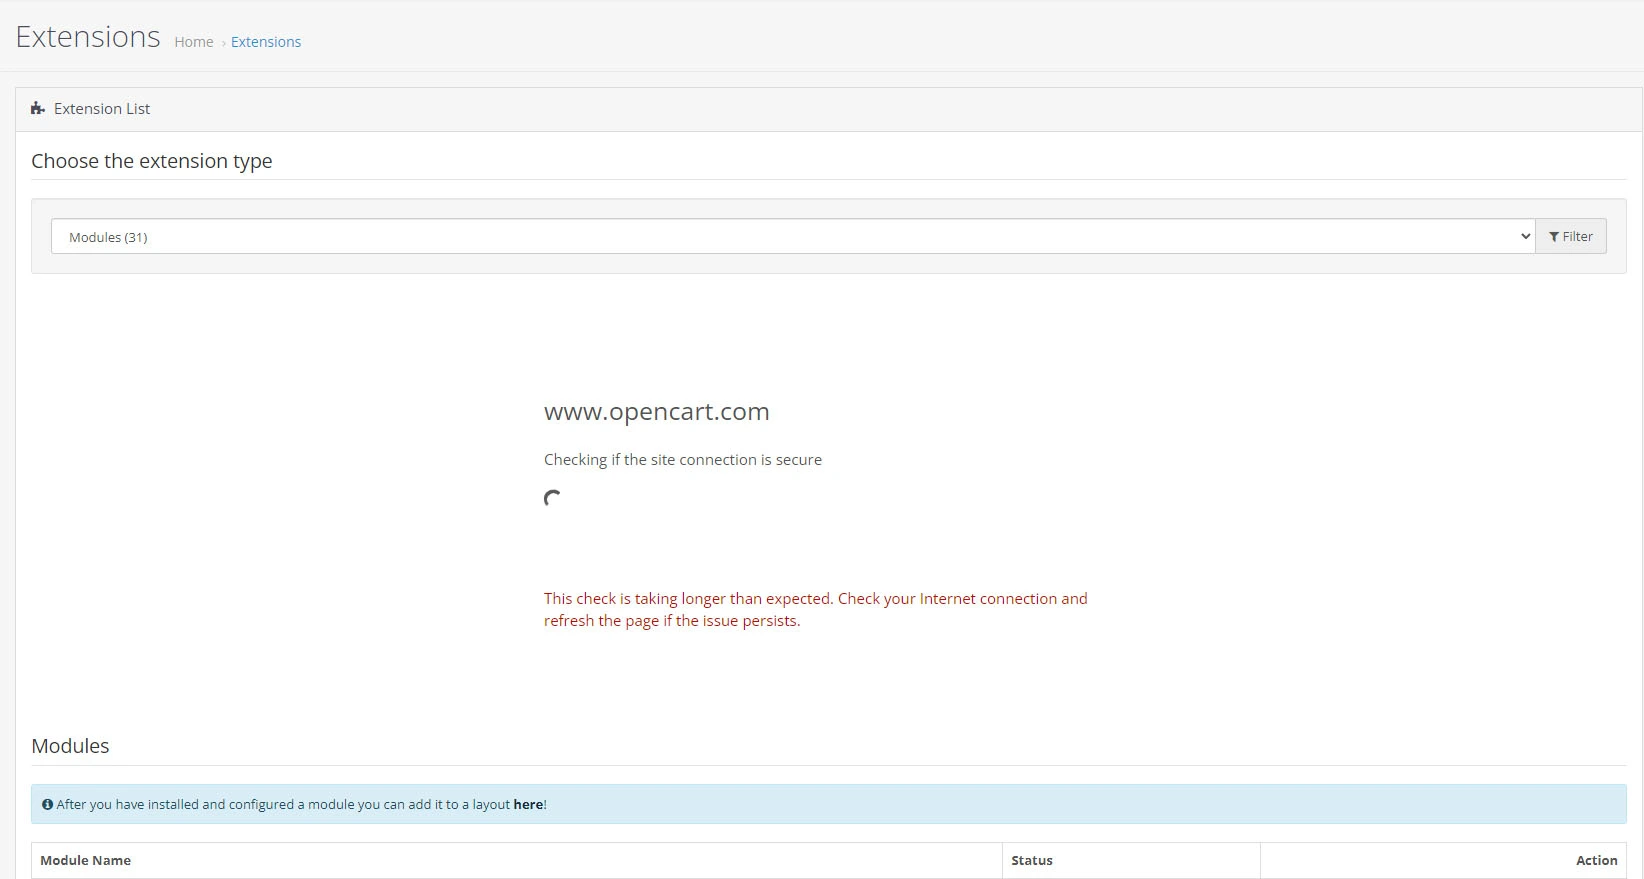 Extensions Home › Extensions
Extension List
Choose the extension type
Modules (31) Filter
www.opencart.com
Checking if the site connection is secure
This check is taking longer than expected. Check your Internet connection and
refresh the page if the issue persists.
Modules
After you have installed and configured a module you can add it to a layout here!
Module Name Status Action